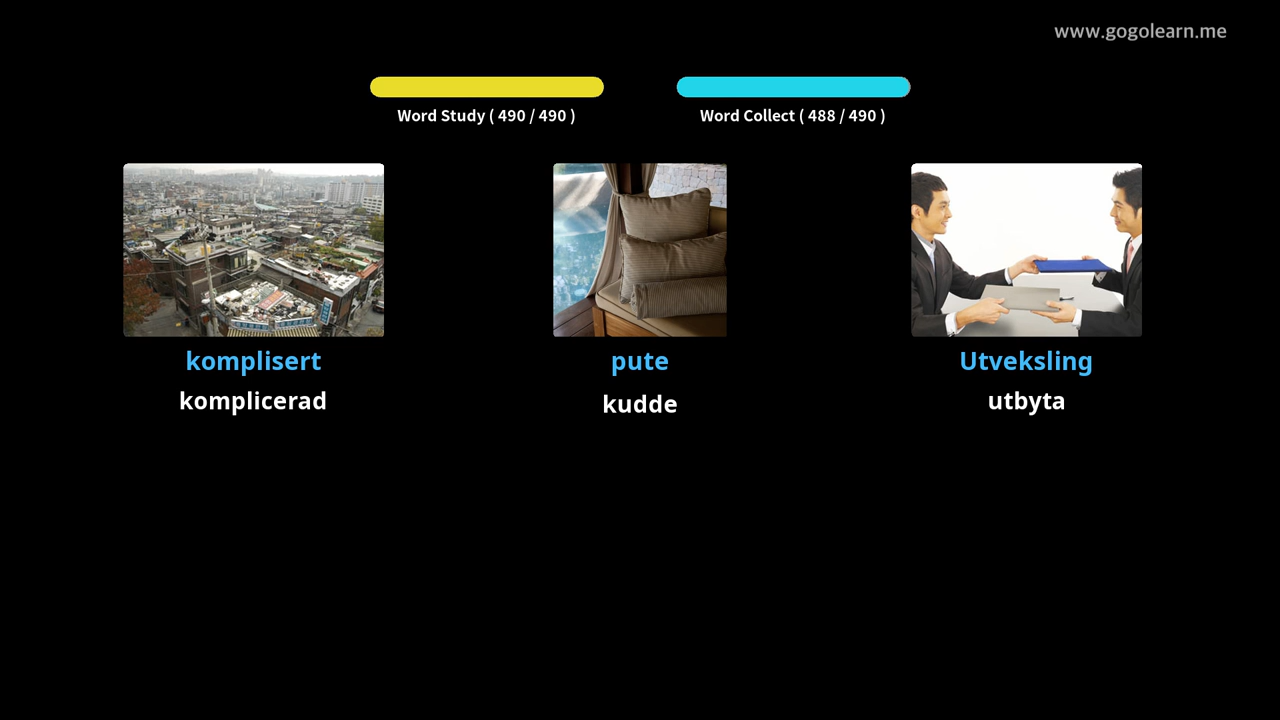 www.gogolearn.me
Word Study ( 490 / 490 )
Word Collect ( 488 / 490 )
komplisert
komplicerad
pute
kudde
Utveksling
utbyta